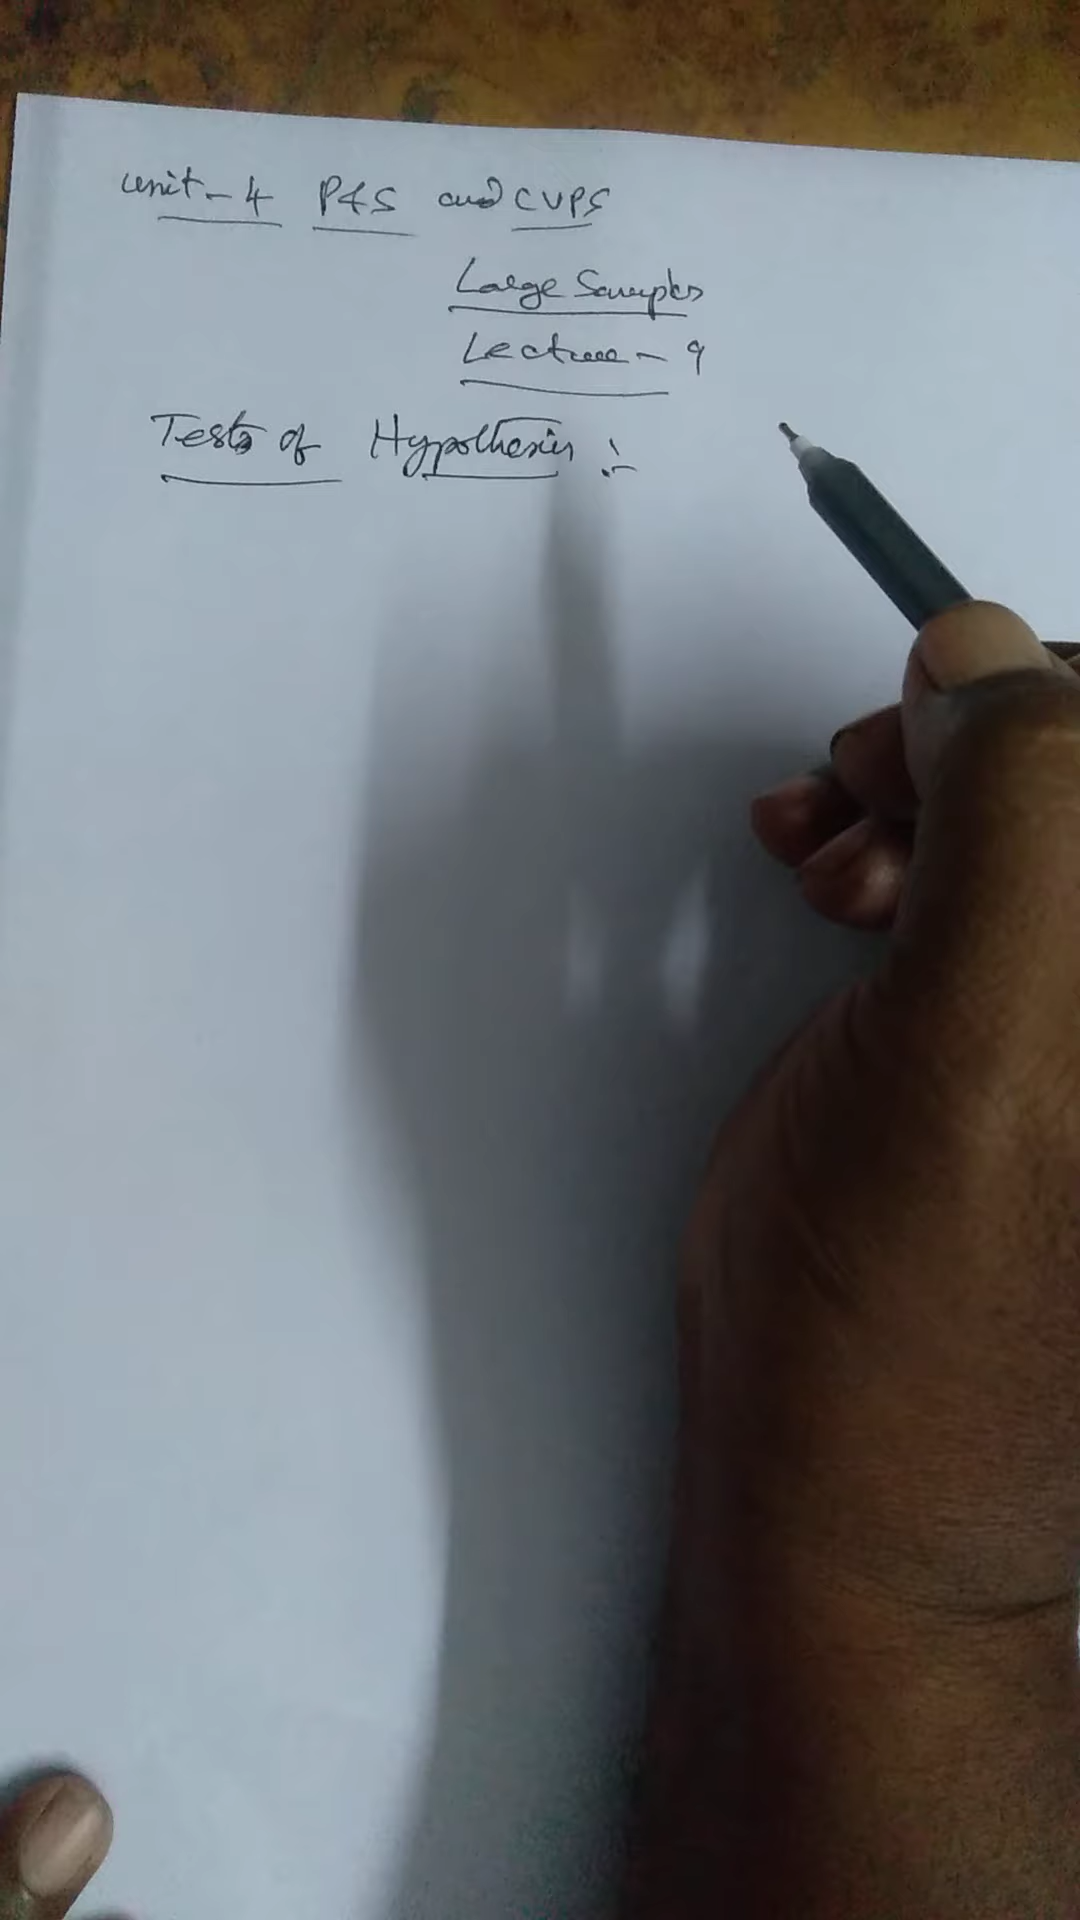 Unit-4 P&S and CVPS
Large Samples
Lecture-9
Tests of Hypothesis :-